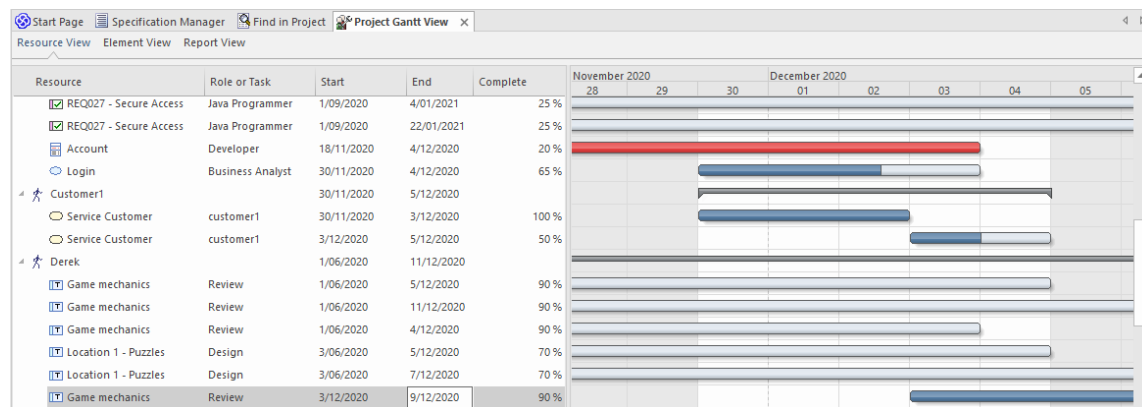 Start Page Specification Manager Find in Project Project Gantt View
Resource View Element View Report View
Resource Role or Task Start End Complete November 2020 December 2020
28 29 30 01 02 03 04 05
REQ027 - Secure Access Java Programmer 1/09/2020 4/01/2021 25 %
REQ027 - Secure Access Java Programmer 1/09/2020 22/01/2021 25 %
Account Developer 18/11/2020 4/12/2020 20 %
Login Business Analyst 30/11/2020 4/12/2020 65 %
Customer1 30/11/2020 5/12/2020
Service Customer customer1 30/11/2020 3/12/2020 100 %
Service Customer customer1 3/12/2020 5/12/2020 50 %
Derek 1/06/2020 11/12/2020
Game mechanics Review 1/06/2020 5/12/2020 90 %
Game mechanics Review 1/06/2020 11/12/2020 90 %
Game mechanics Review 1/06/2020 4/12/2020 90 %
Location 1 - Puzzles Design 3/06/2020 5/12/2020 70 %
Location 1 - Puzzles Design 3/06/2020 7/12/2020 70 %
Game mechanics Review 3/12/2020 9/12/2020 90 %